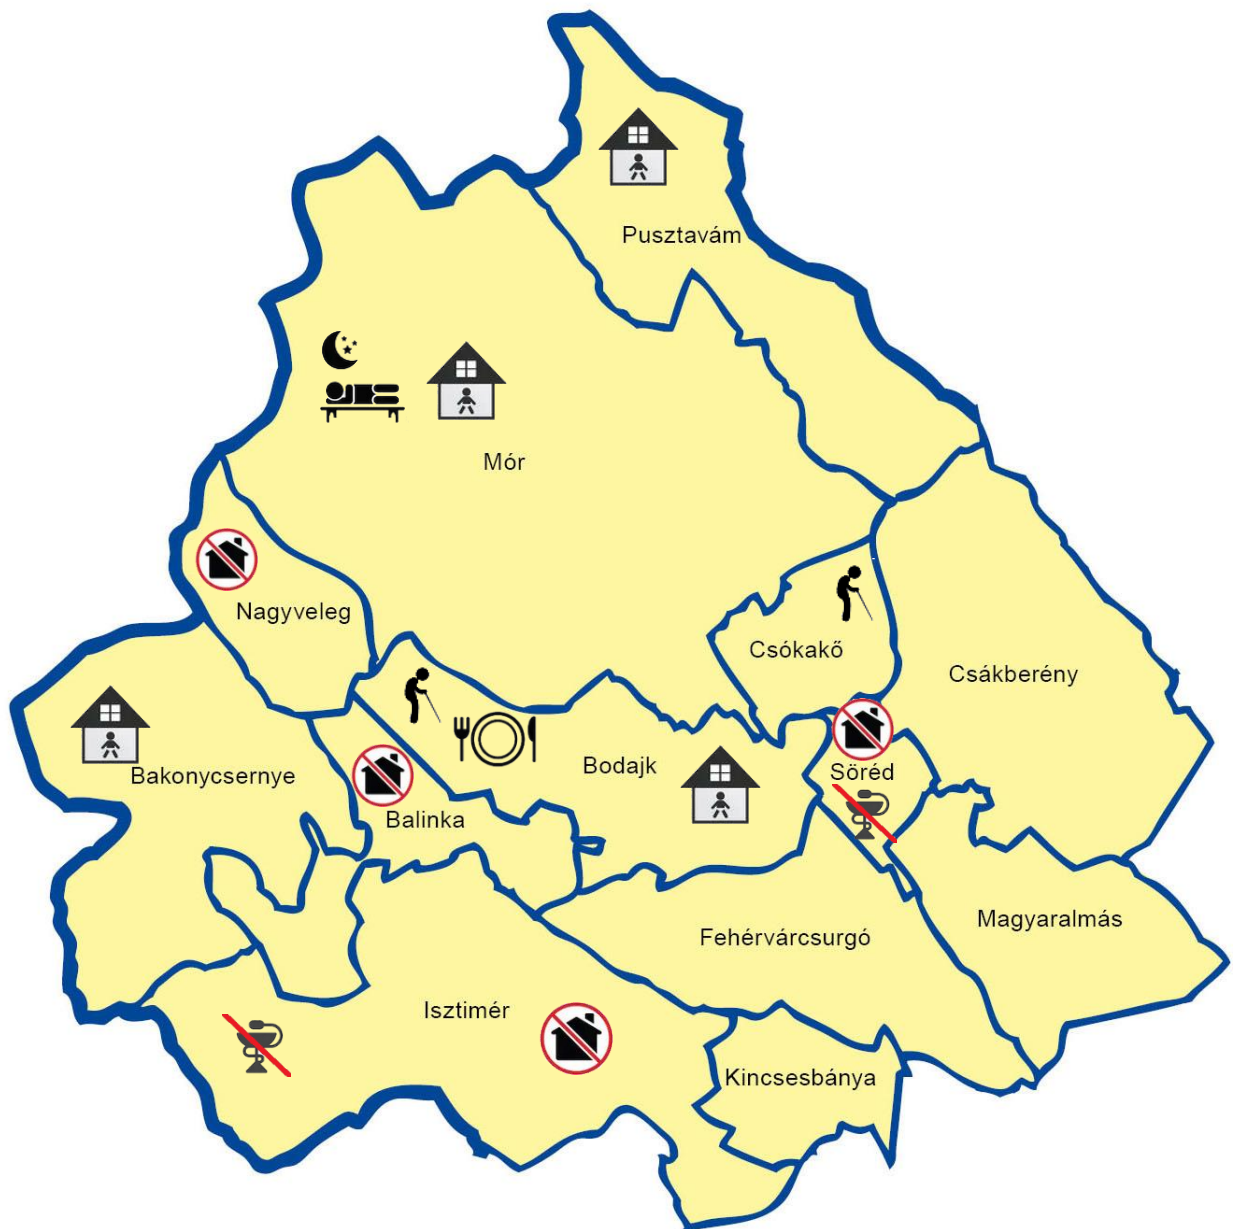 Pusztavám
Mór
Nagyveleg
Csókakő
Csákberény
Bakonycsernye
Bodajk
Söréd
Balinka
Magyaralmás
Fehérvárcsurgó
Isztimér
Kincsesbánya